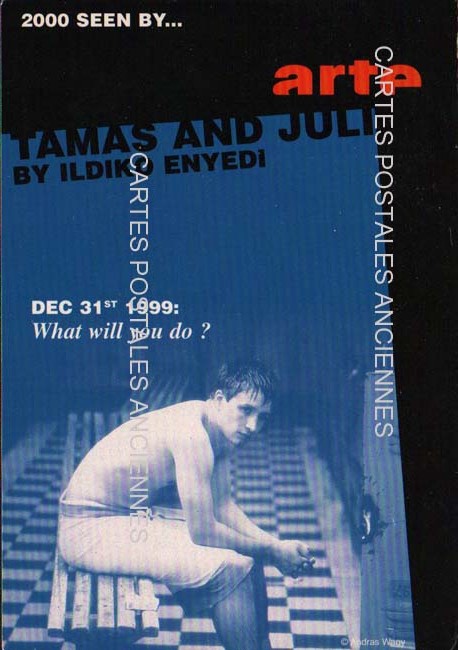 2000 SEEN BY...
arte
TAMAS AND JULI
BY ILDIKO ENYEDI
DEC 31ST 1999:
What will you do ?
CARTES POSTALES ANCIENNES
CARTES POSTALES ANCIENNES